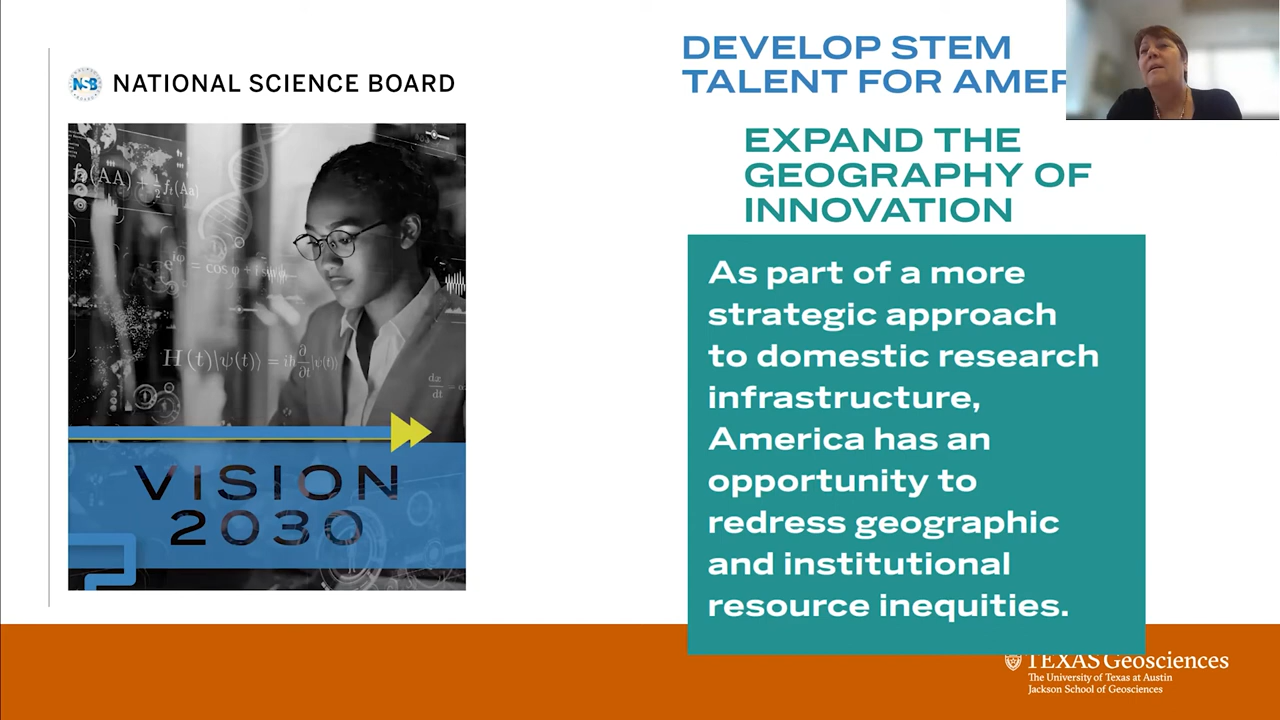 NSB NATIONAL SCIENCE BOARD
VISION
2030
DEVELOP STEM
TALENT FOR AMER
EXPAND THE
GEOGRAPHY OF
INNOVATION
As part of a more
strategic approach
to domestic research
infrastructure,
America has an
opportunity to
redress geographic
and institutional
resource inequities.
TEXAS Geosciences
The University of Texas at Austin
Jackson School of Geosciences